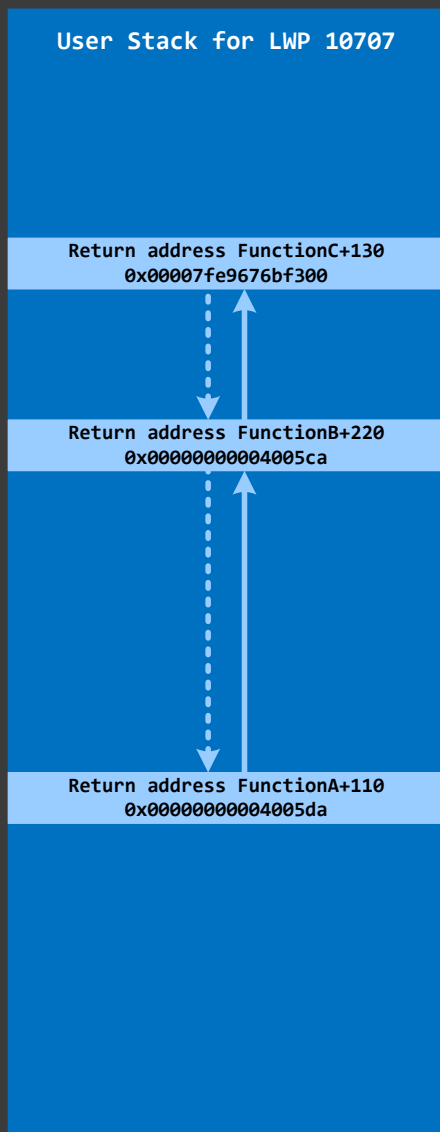 User Stack for LWP 10707
Return address FunctionC+130
0x00007fe9676bf300
Return address FunctionB+220
0x00000000004005ca
Return address FunctionA+110
0x00000000004005da